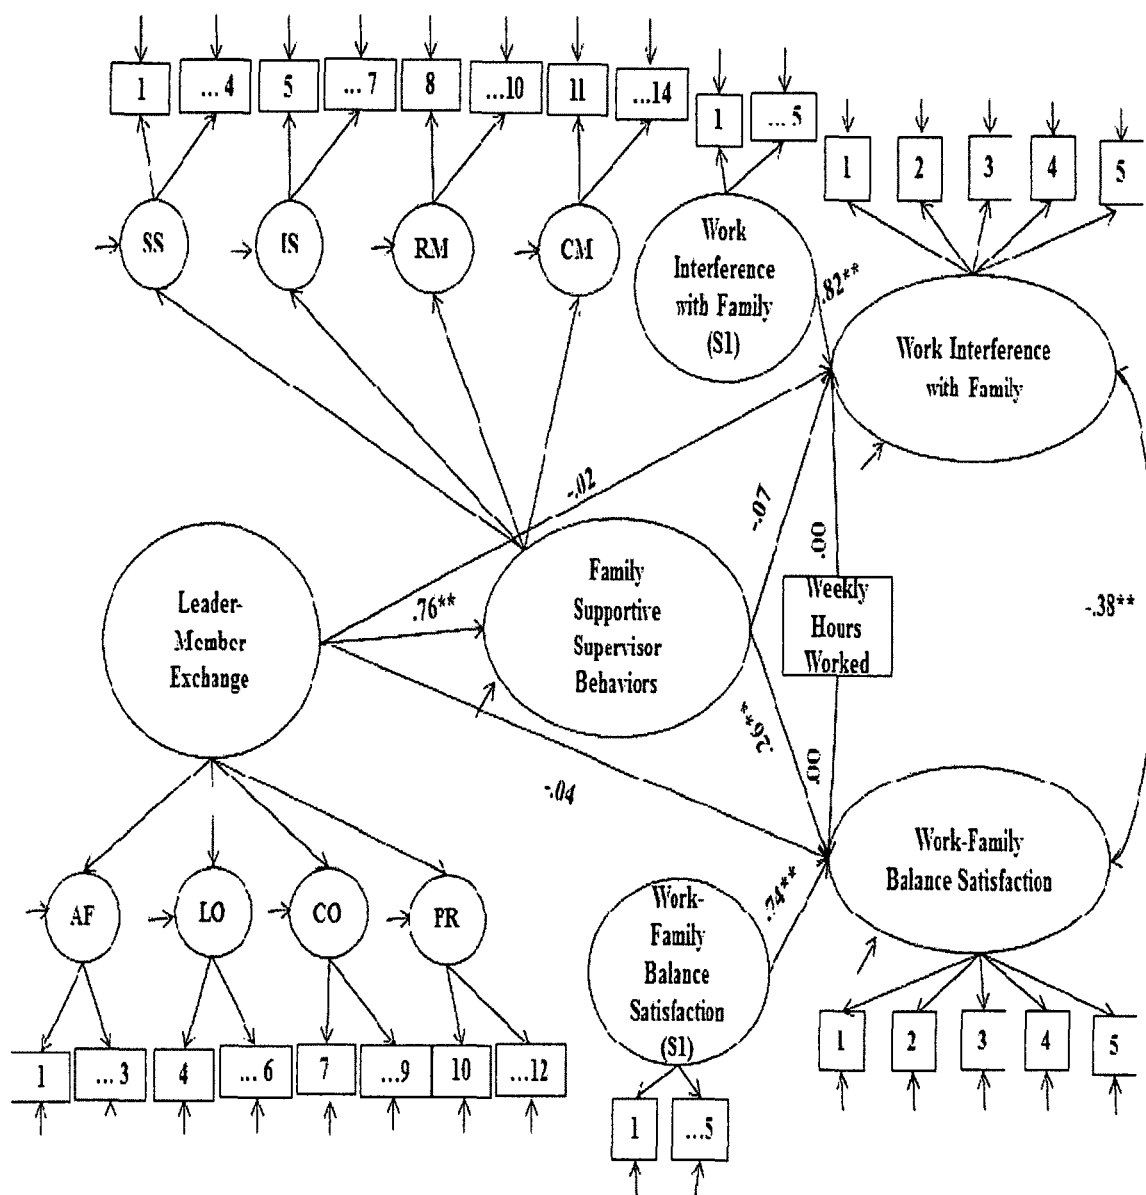 1
... 4
5
... 7
8
...10
11
...14
1
... 5
1
2
3
4
5
SS
IS
RM
CM
Work
Interference
with Family
(S1)
.82**
Work Interference
with Family
-.02
-.07
.00
Leader-
Member
Exchange
.76**
Family
Supportive
Supervisor
Behaviors
Weekly
Hours
Worked
-.38**
.26**
.00
-.04
Work-Family
Balance Satisfaction
.74**
Work-
Family
Balance
Satisfaction
(S1)
AF
LO
CO
PR
1
... 3
4
... 6
7
...9
10
...12
1
2
3
4
5
1
...5